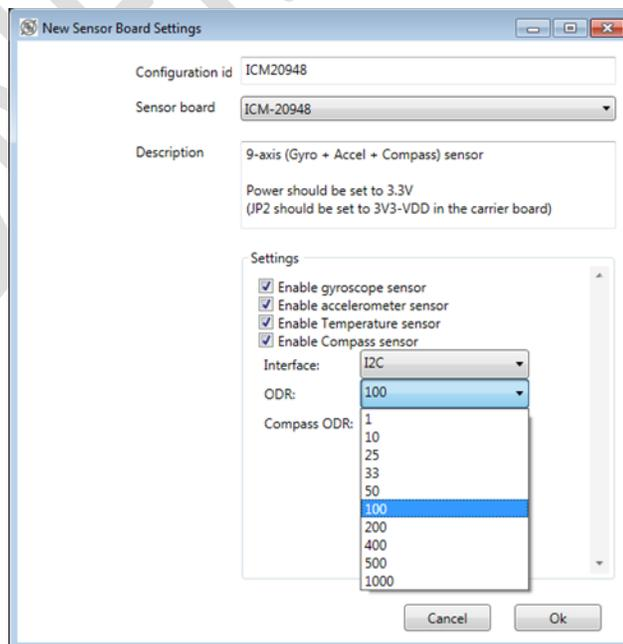 New Sensor Board Settings
Configuration id ICM20948
Sensor board ICM-20948
Description 9-axis (Gyro + Accel + Compass) sensor
Power should be set to 3.3V
(JP2 should be set to 3V3-VDD in the carrier board)
Settings
Enable gyroscope sensor
Enable accelerometer sensor
Enable Temperature sensor
Enable Compass sensor
Interface: I2C
ODR: 100
Compass ODR: 1
10
25
33
50
100
200
400
500
1000
Cancel Ok